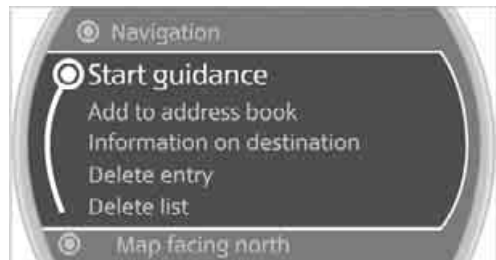 Navigation
Start guidance
Add to address book
Information on destination
Delete entry
Delete list
Map facing north